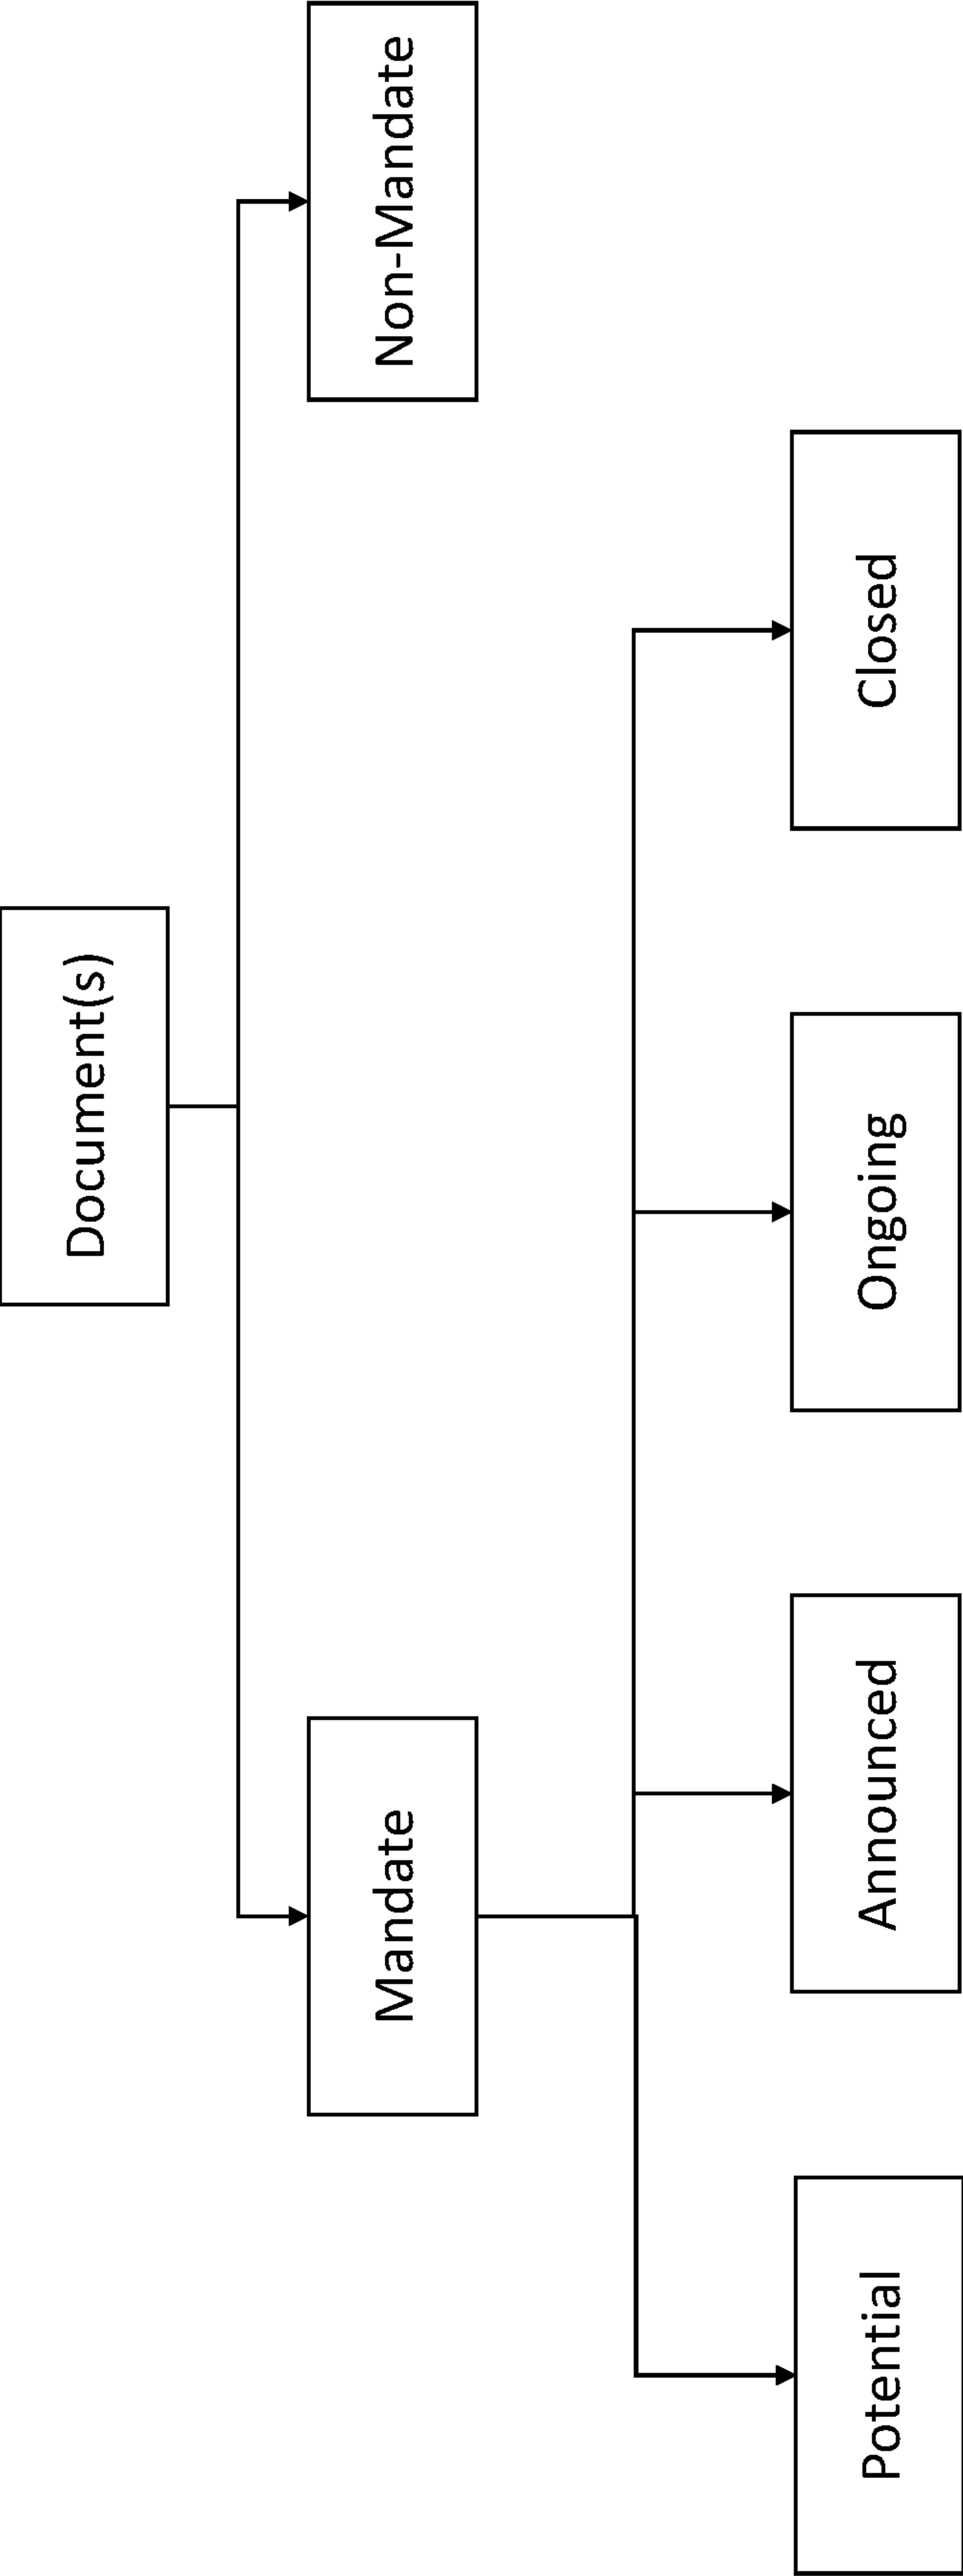 Document(s)
Mandate
Non-Mandate
Potential
Announced
Ongoing
Closed